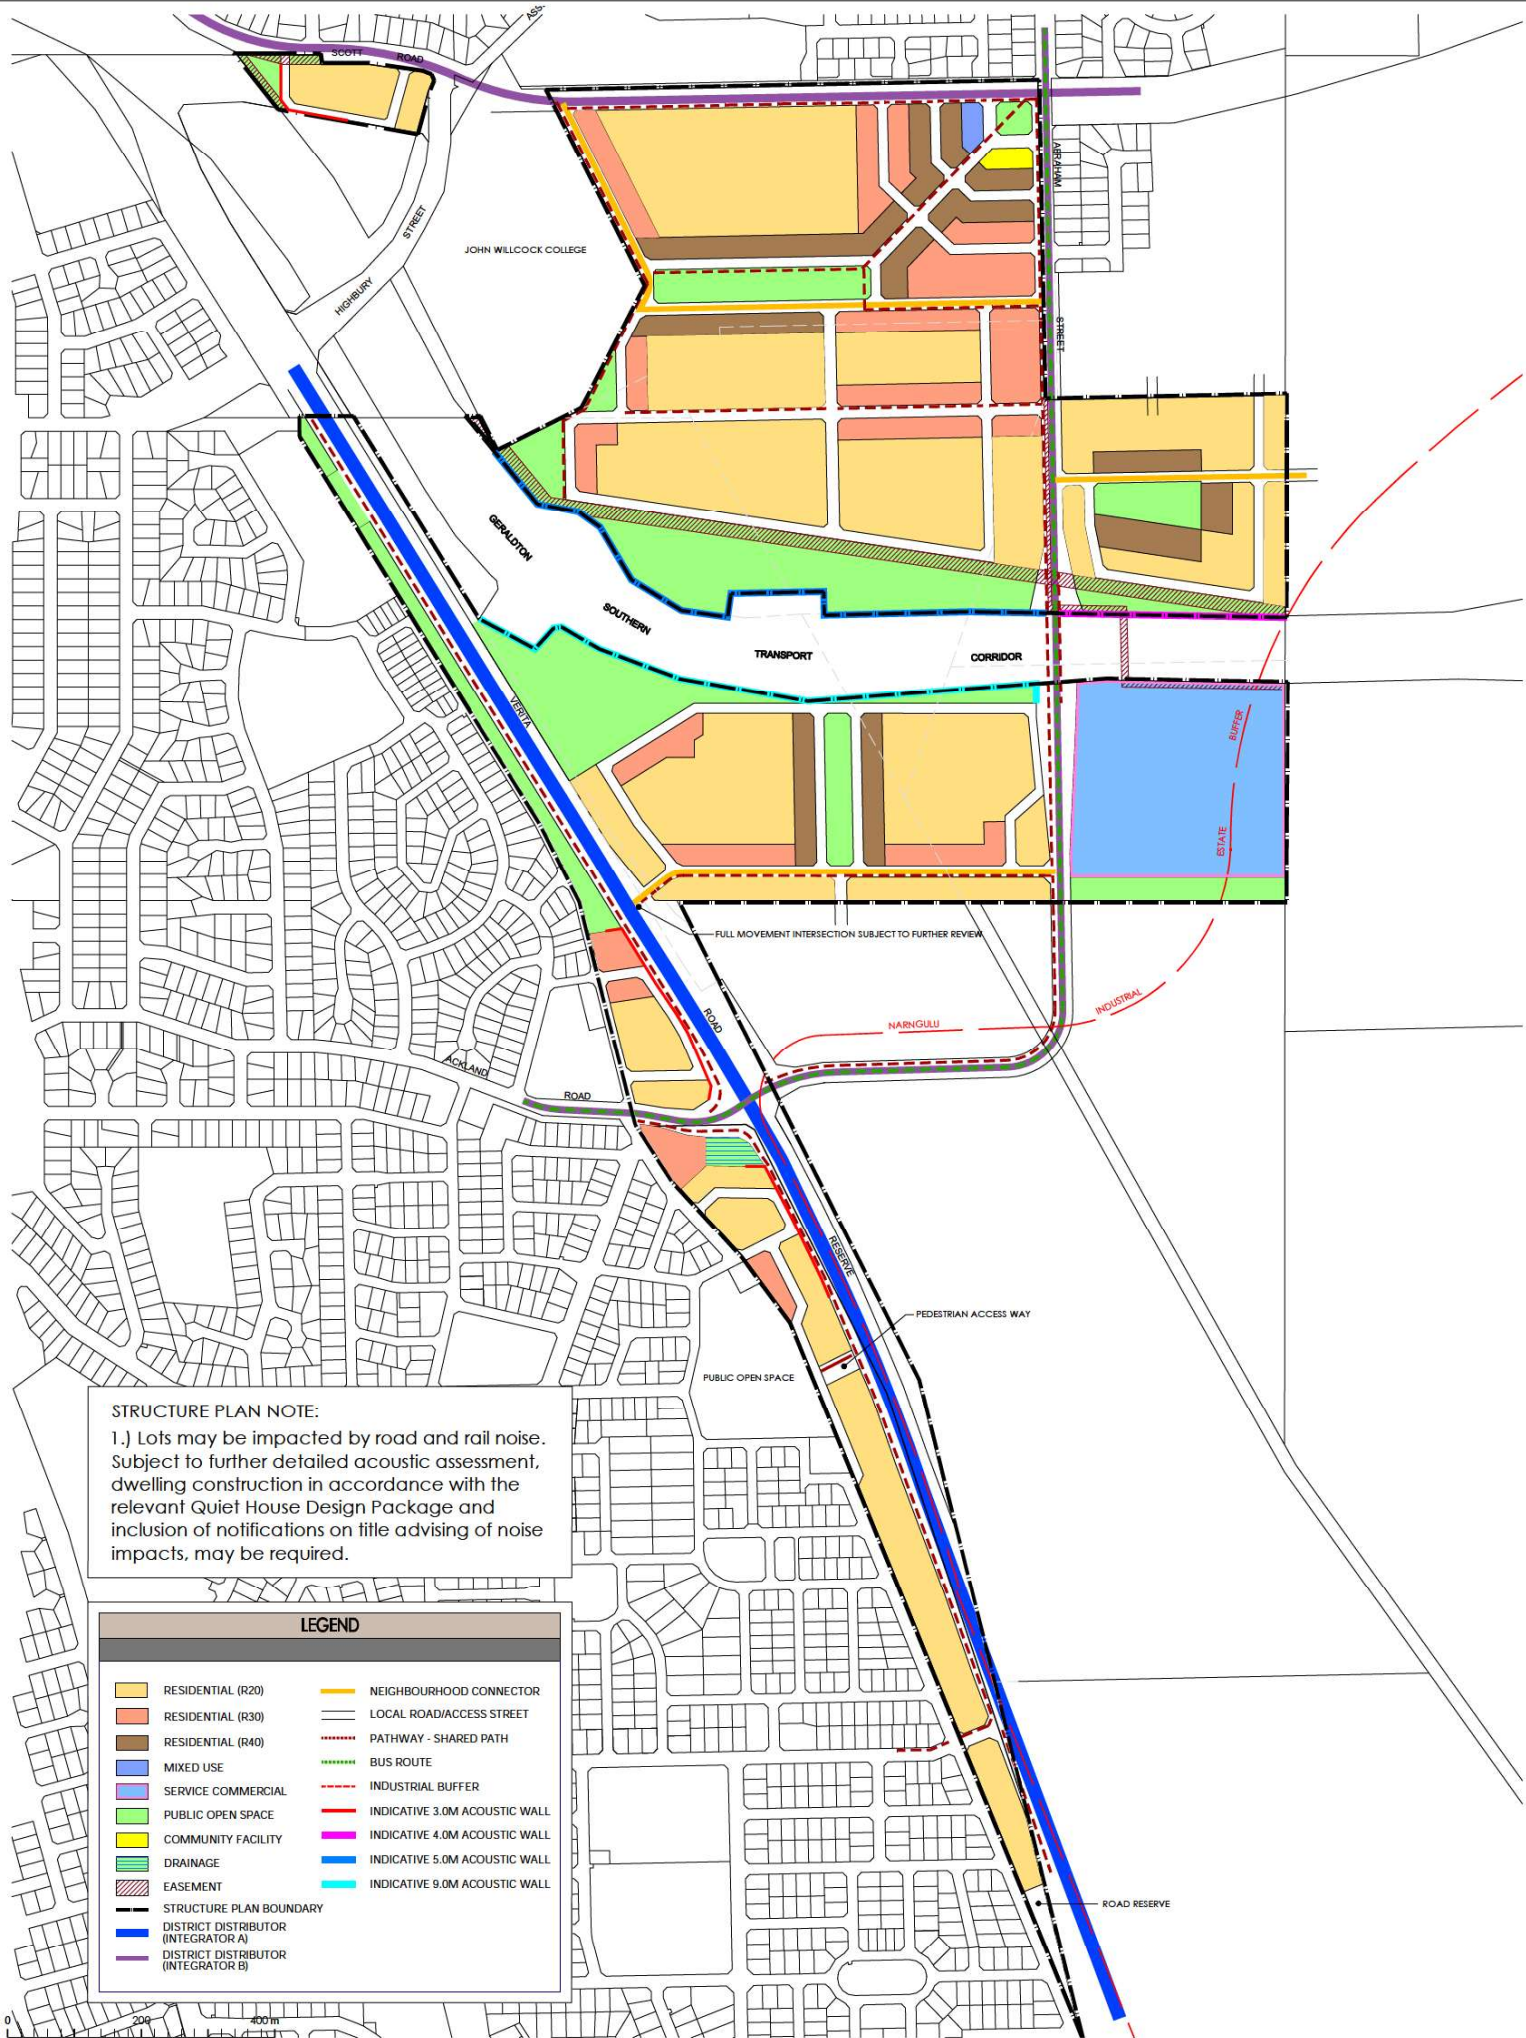 ASS.
SCOTT
ROAD
ABRAHAM
STREET
HIGHBURY
STREET
JOHN WILLCOCK COLLEGE
GERALDTON
SOUTHERN
TRANSPORT
CORRIDOR
VERITA
ROAD
BUFFER
ESTATE
INDUSTRIAL
NARNGULU
FULL MOVEMENT INTERSECTION SUBJECT TO FURTHER REVIEW
ACKLAND
ROAD
RESERVE
PEDESTRIAN ACCESS WAY
PUBLIC OPEN SPACE
STRUCTURE PLAN NOTE:
1.) Lots may be impacted by road and rail noise.
Subject to further detailed acoustic assessment,
dwelling construction in accordance with the
relevant Quiet House Design Package and
inclusion of notifications on title advising of noise
impacts, may be required.
LEGEND
RESIDENTIAL (R20)
RESIDENTIAL (R30)
RESIDENTIAL (R40)
MIXED USE
SERVICE COMMERCIAL
PUBLIC OPEN SPACE
COMMUNITY FACILITY
DRAINAGE
EASEMENT
STRUCTURE PLAN BOUNDARY
DISTRICT DISTRIBUTOR
(INTEGRATOR A)
DISTRICT DISTRIBUTOR
(INTEGRATOR B)
NEIGHBOURHOOD CONNECTOR
LOCAL ROAD/ACCESS STREET
PATHWAY - SHARED PATH
BUS ROUTE
INDUSTRIAL BUFFER
INDICATIVE 3.0M ACOUSTIC WALL
INDICATIVE 4.0M ACOUSTIC WALL
INDICATIVE 5.0M ACOUSTIC WALL
INDICATIVE 9.0M ACOUSTIC WALL
ROAD RESERVE
0
200
400 m